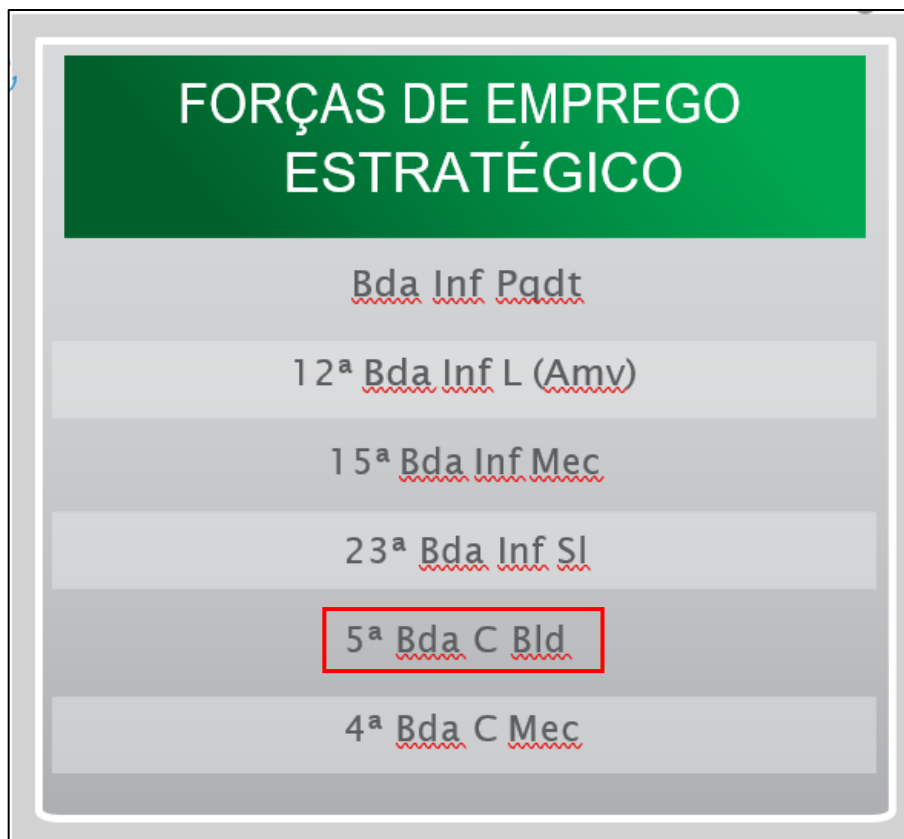 FORÇAS DE EMPREGO
ESTRATÉGICO
Bda Inf Pqdt
12ª Bda Inf L (Amv)
15ª Bda Inf Mec
23ª Bda Inf Sl
5ª Bda C Bld
4ª Bda C Mec